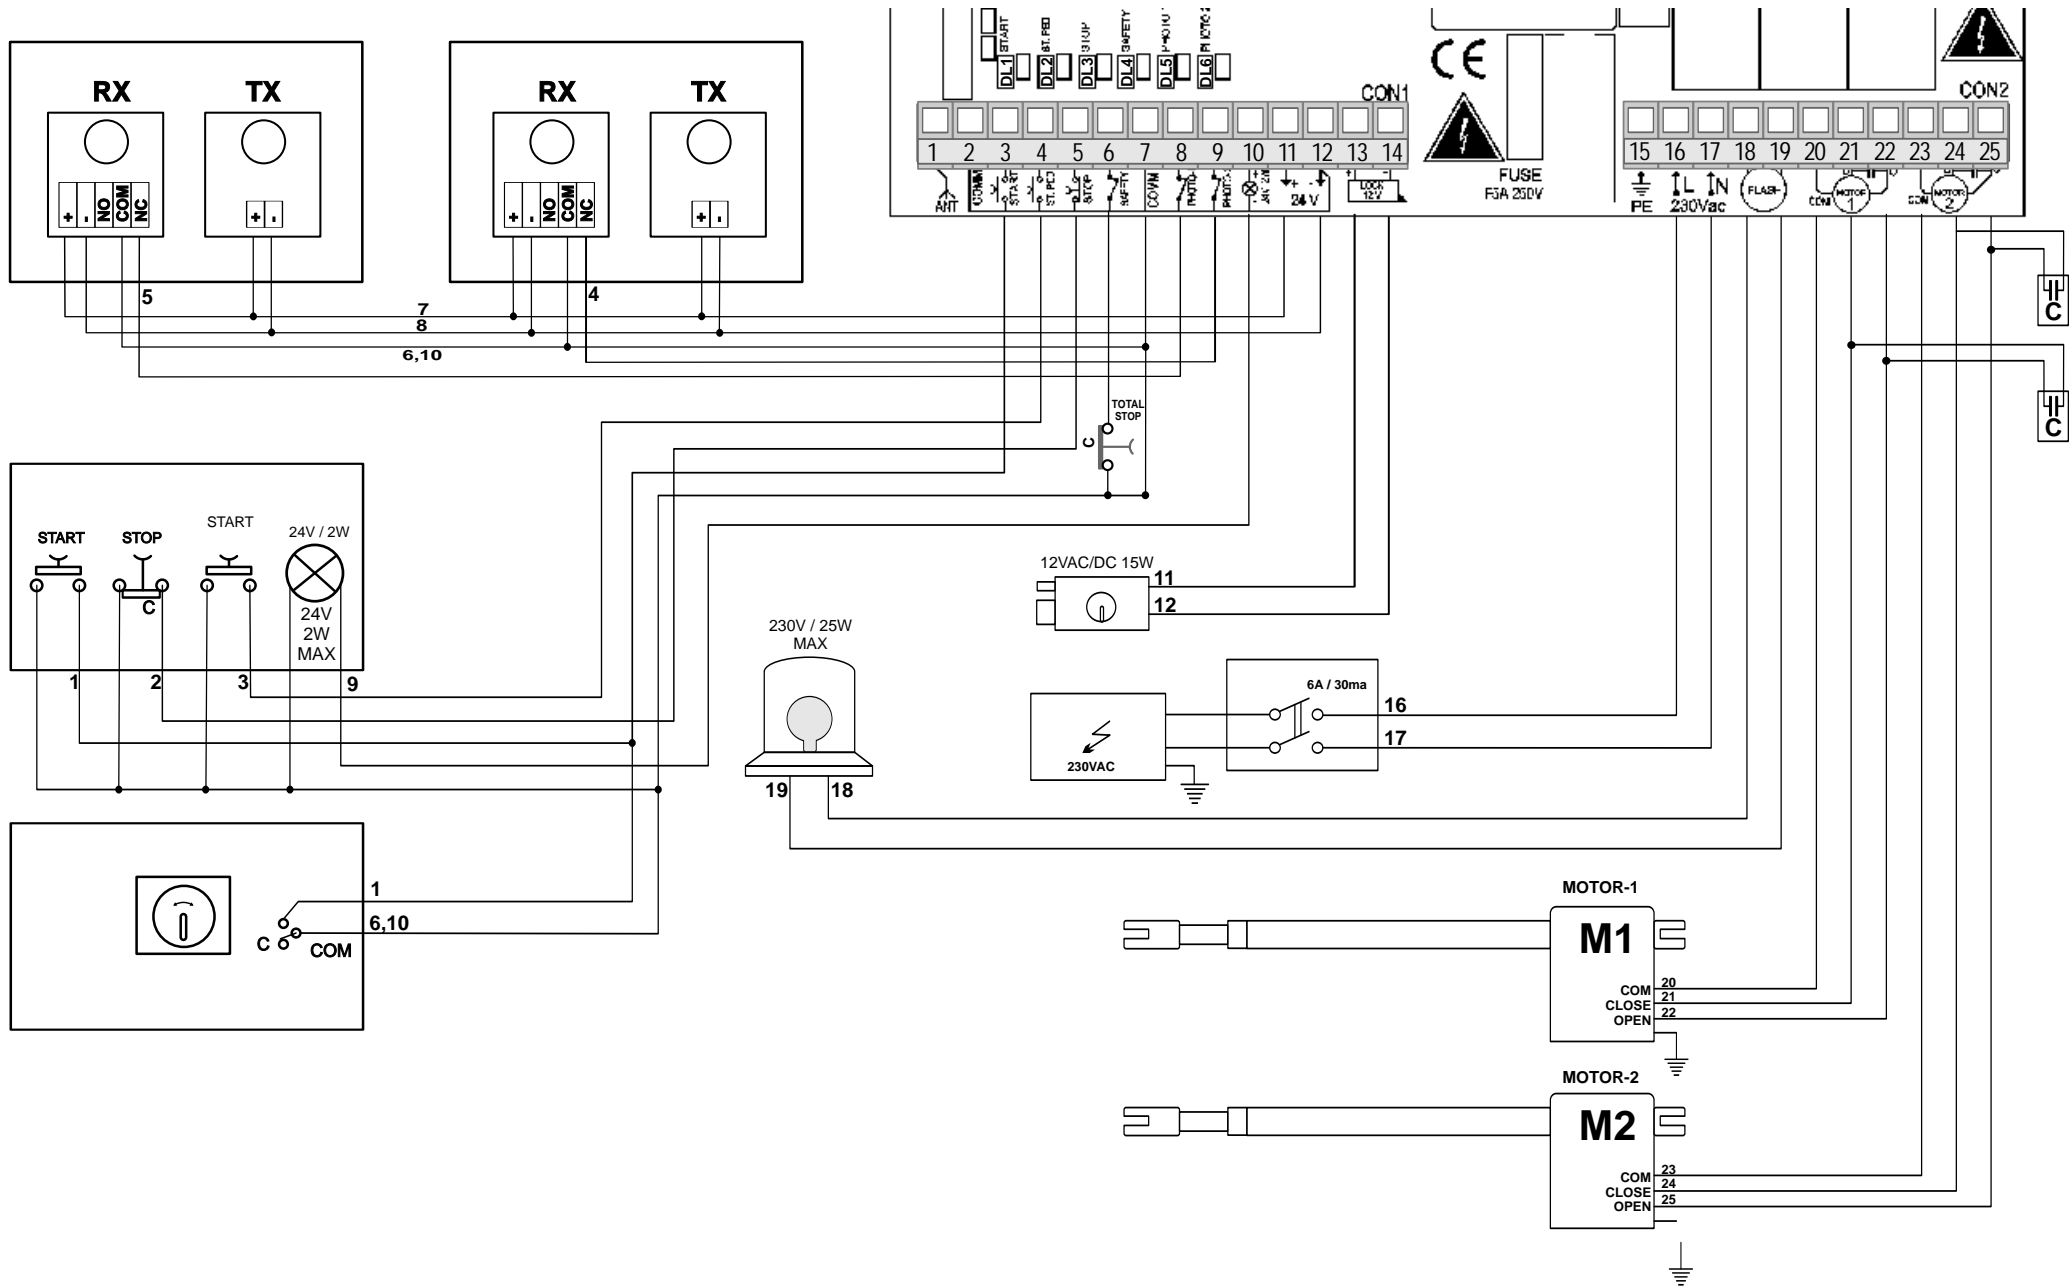 RX TX
+ - NO COM NC
+ -
5
RX TX
+ - NO COM NC
+ -
4
7
8
6,10
DL1 START
DL2 ST. PED
DL3 STOP
DL4 SAFETY
DL5
DL6
CON1
1 2 3 4 5 6 7 8 9 10 11 12 13 14
ANT
COMM
START
ST. PED
STOP
SAFETY
COMM
+ -
24 V
+ -
LOCK
12V
CE
FUSE
F5A 250V
CON2
15 16 17 18 19 20 21 22 23 24 25
PE
L N
230Vac
FLASH
COM
MOTOR
1
COM
MOTOR
2
C
C
TOTAL
STOP
C
START
STOP
C
START
24V / 2W
24V
2W
MAX
1 2 3 9
12VAC/DC 15W
11
12
230V / 25W
MAX
19 18
6A / 30ma
16
17
230VAC
1
6,10
C
COM
MOTOR-1
M1
COM 20
CLOSE 21
OPEN 22
MOTOR-2
M2
COM 23
CLOSE 24
OPEN 25